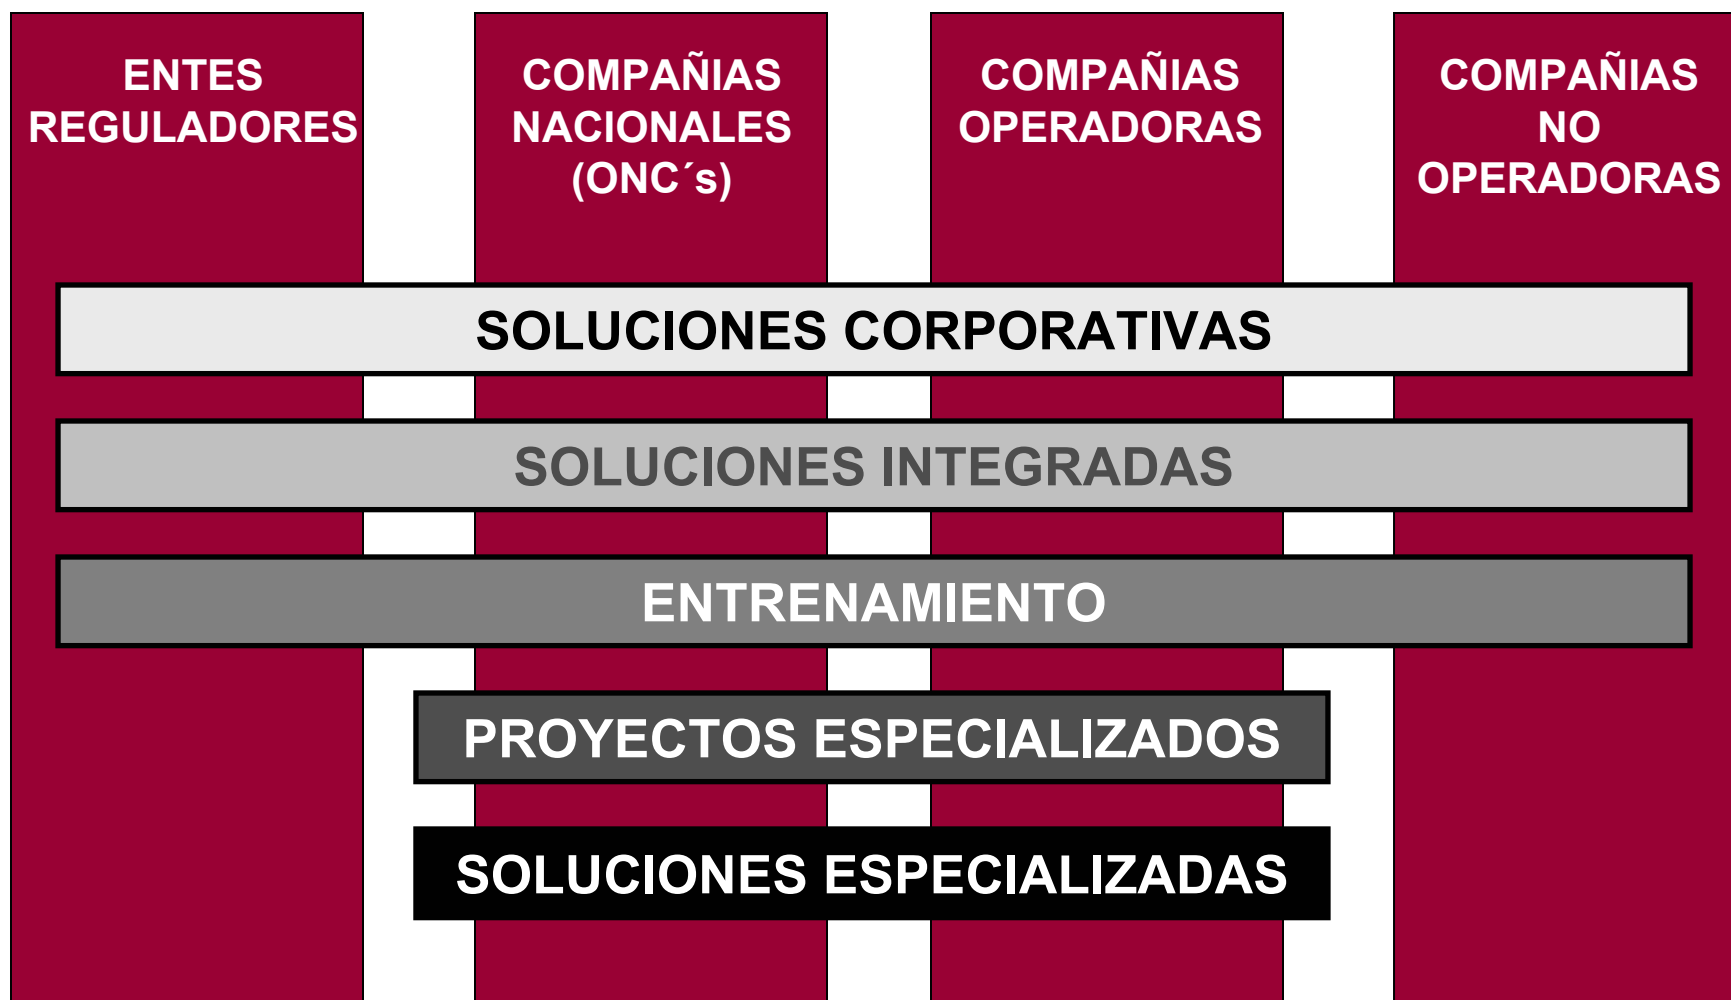 ENTES
REGULADORES
COMPAÑIAS
NACIONALES
(ONC´s)
COMPAÑIAS
OPERADORAS
COMPAÑIAS
NO
OPERADORAS
SOLUCIONES CORPORATIVAS
SOLUCIONES INTEGRADAS
ENTRENAMIENTO
PROYECTOS ESPECIALIZADOS
SOLUCIONES ESPECIALIZADAS